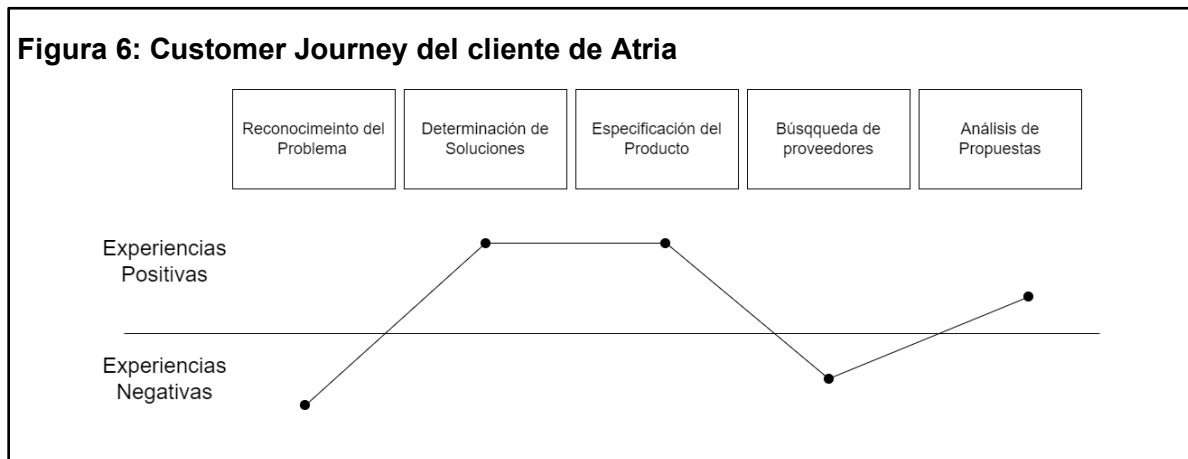 Figura 6: Customer Journey del cliente de Atria
Reconocimeinto del
Problema
Determinación de
Soluciones
Especificación del
Producto
Búsqqueda de
proveedores
Análisis de
Propuestas
Experiencias
Positivas
Experiencias
Negativas